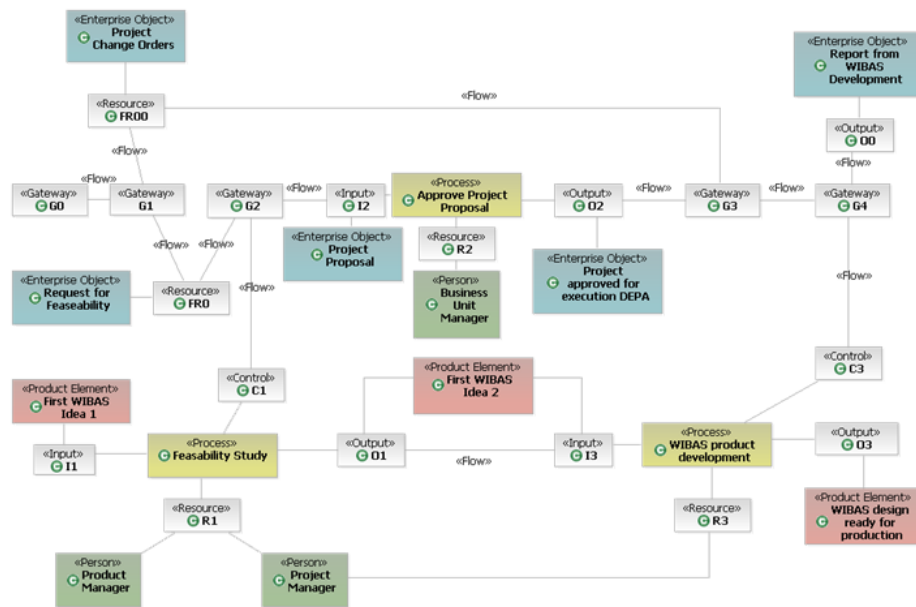 «Enterprise Object»
Project
Change Orders
«Enterprise Object»
Report from
WIBAS
Development
«Resource»
FR00
«Flow»
«Output»
O0
«Flow»
«Flow»
«Flow»
«Gateway»
G0
«Gateway»
G1
«Gateway»
G2
«Flow»
«Input»
I2
«Process»
Approve Project
Proposal
«Output»
O2
«Flow»
«Gateway»
G3
«Flow»
«Gateway»
G4
«Flow»
«Flow»
«Enterprise Object»
Project
Proposal
«Resource»
R2
«Enterprise Object»
Project
approved for
execution DEPA
«Enterprise Object»
Request for
Feaseability
«Resource»
FR0
«Flow»
«Person»
Business
Unit
Manager
«Flow»
«Control»
C3
«Control»
C1
«Product Element»
First WIBAS
Idea 1
«Product Element»
First WIBAS
Idea 2
«Input»
I1
«Process»
Feasability Study
«Output»
O1
«Flow»
«Input»
I3
«Process»
WIBAS product
development
«Output»
O3
«Resource»
R1
«Resource»
R3
«Product Element»
WIBAS design
ready for
production
«Person»
Product
Manager
«Person»
Project
Manager